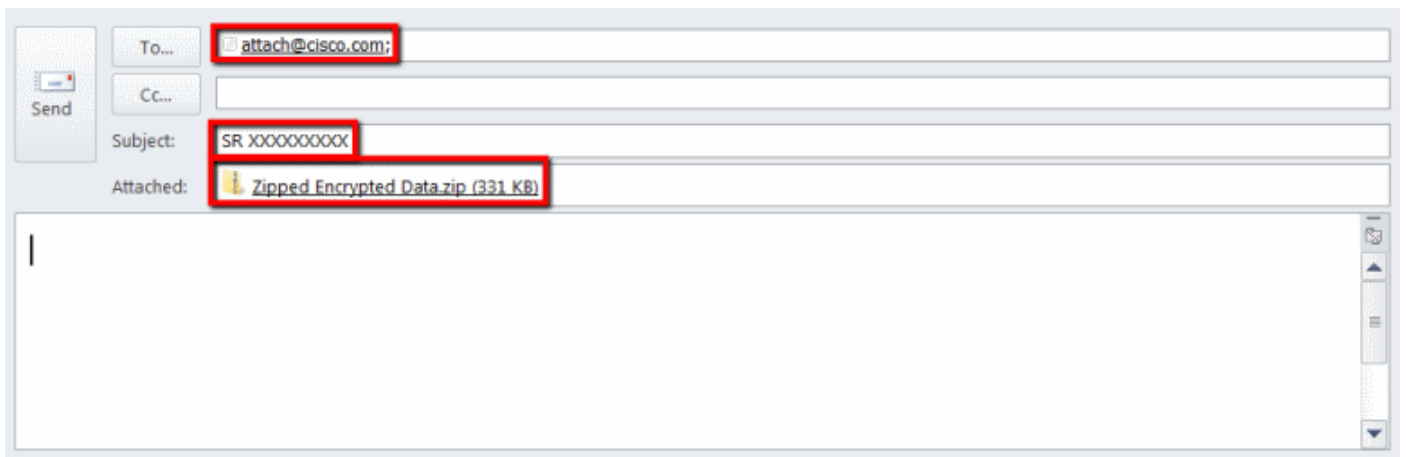 To... attach@cisco.com;
Send
Cc...
Subject: SR XXXXXXXXX
Attached: Zipped Encrypted Data.zip (331 KB)